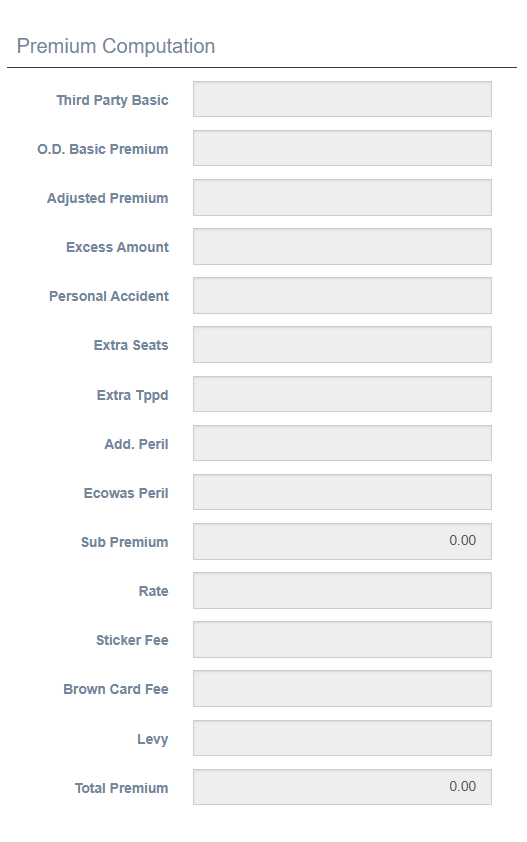 Premium Computation
Third Party Basic
O.D. Basic Premium
Adjusted Premium
Excess Amount
Personal Accident
Extra Seats
Extra Tppd
Add. Peril
Ecowas Peril
Sub Premium 0.00
Rate
Sticker Fee
Brown Card Fee
Levy
Total Premium 0.00